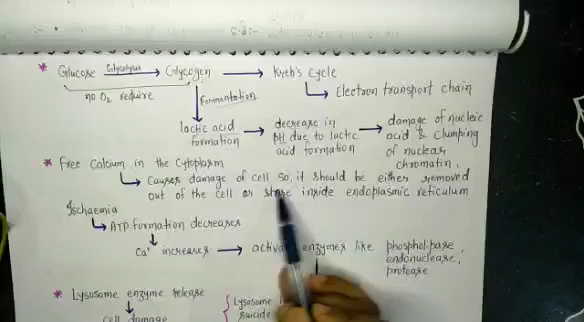 * Glucose Glycolysis → Glycogen → Kreb's cycle
no O₂ require
↳ Electron transport chain
↓ Fermentation
lactic acid formation → decrease in pH due to lactic acid formation → damage of nucleic acid & clumping of nuclear chromatin.
* Free Calcium in the Cytoplasm
↳ Causes damage of cell so, it should be either removed
out of the cell or store inside endoplasmic reticulum
Ischaemia
↳ ATP formation decreases
↓
Ca⁺ increases → enzymes like phospholipase, endonuclease, protease
* Lysosome enzyme release
↓
cell damage
{ Lysosome
suicide